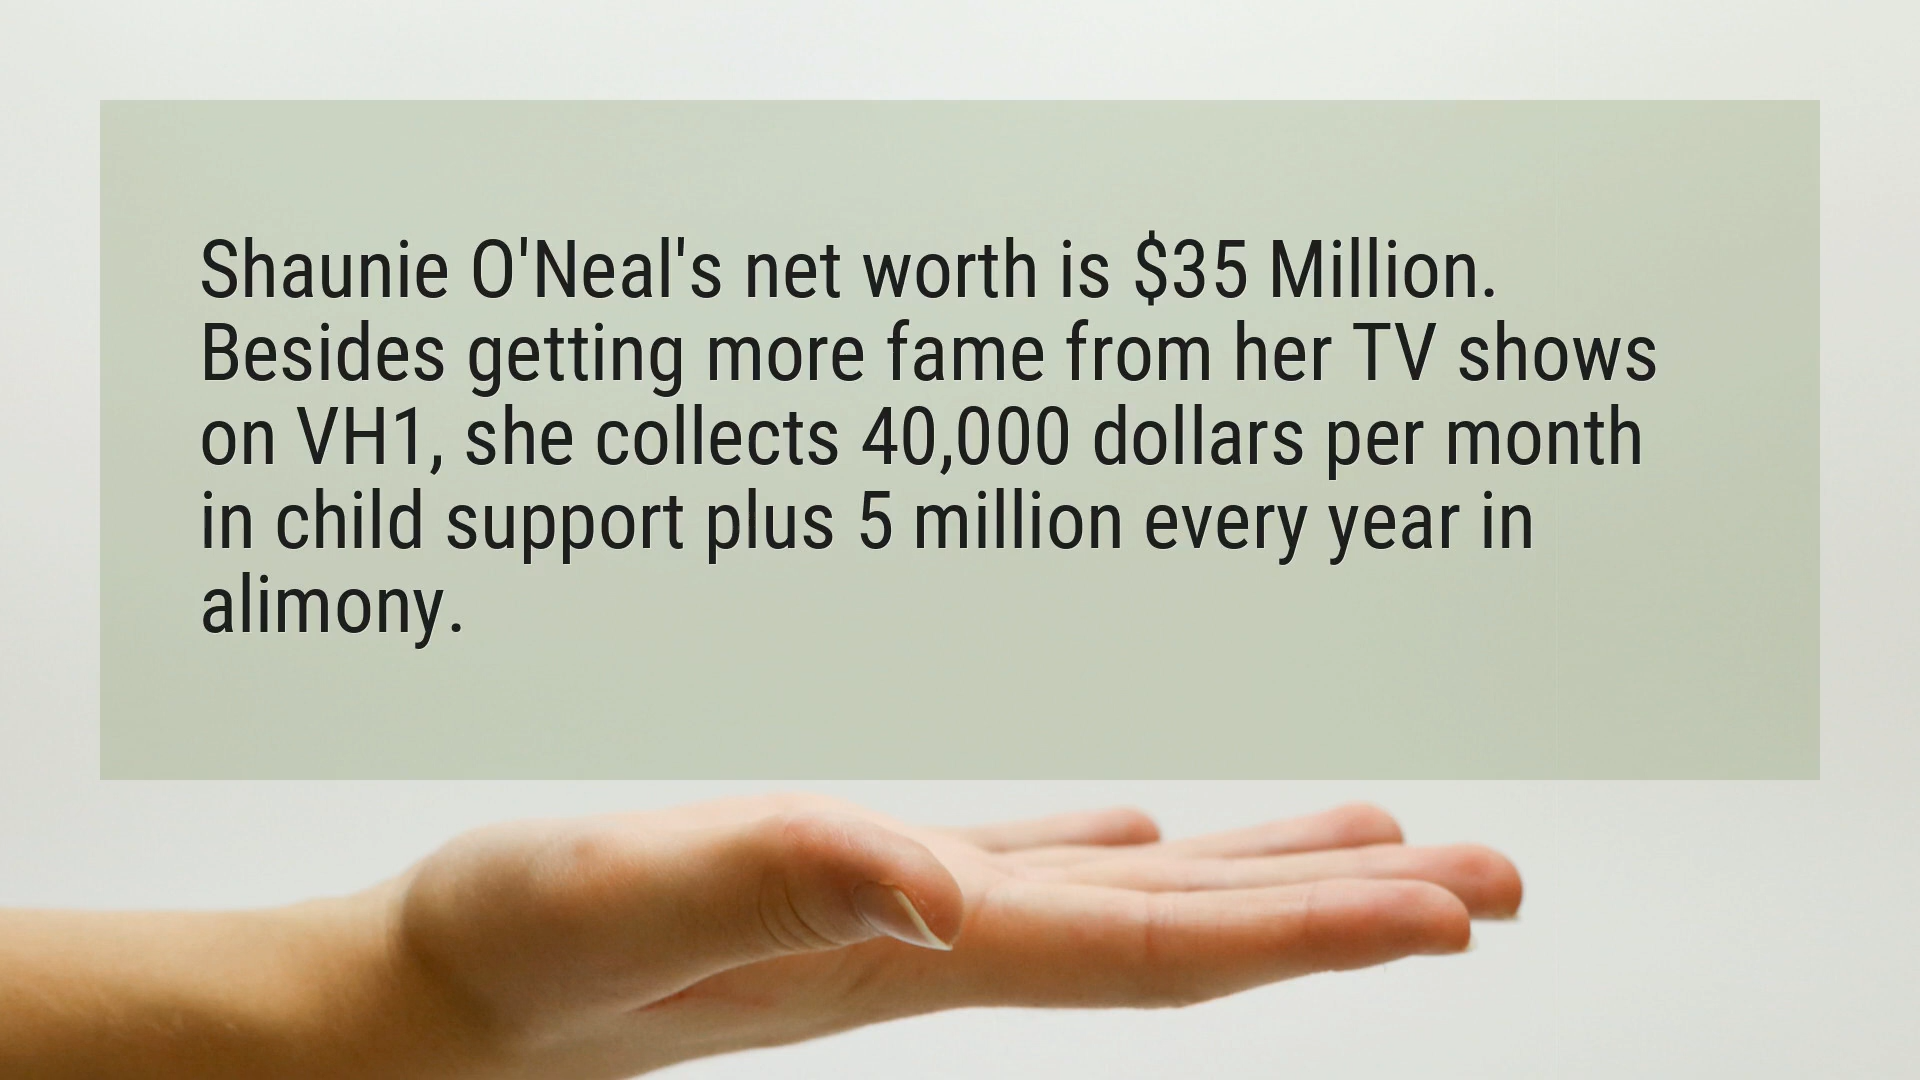 Shaunie O'Neal's net worth is $35 Million.
Besides getting more fame from her TV shows
on VH1, she collects 40,000 dollars per month
in child support plus 5 million every year in
alimony.